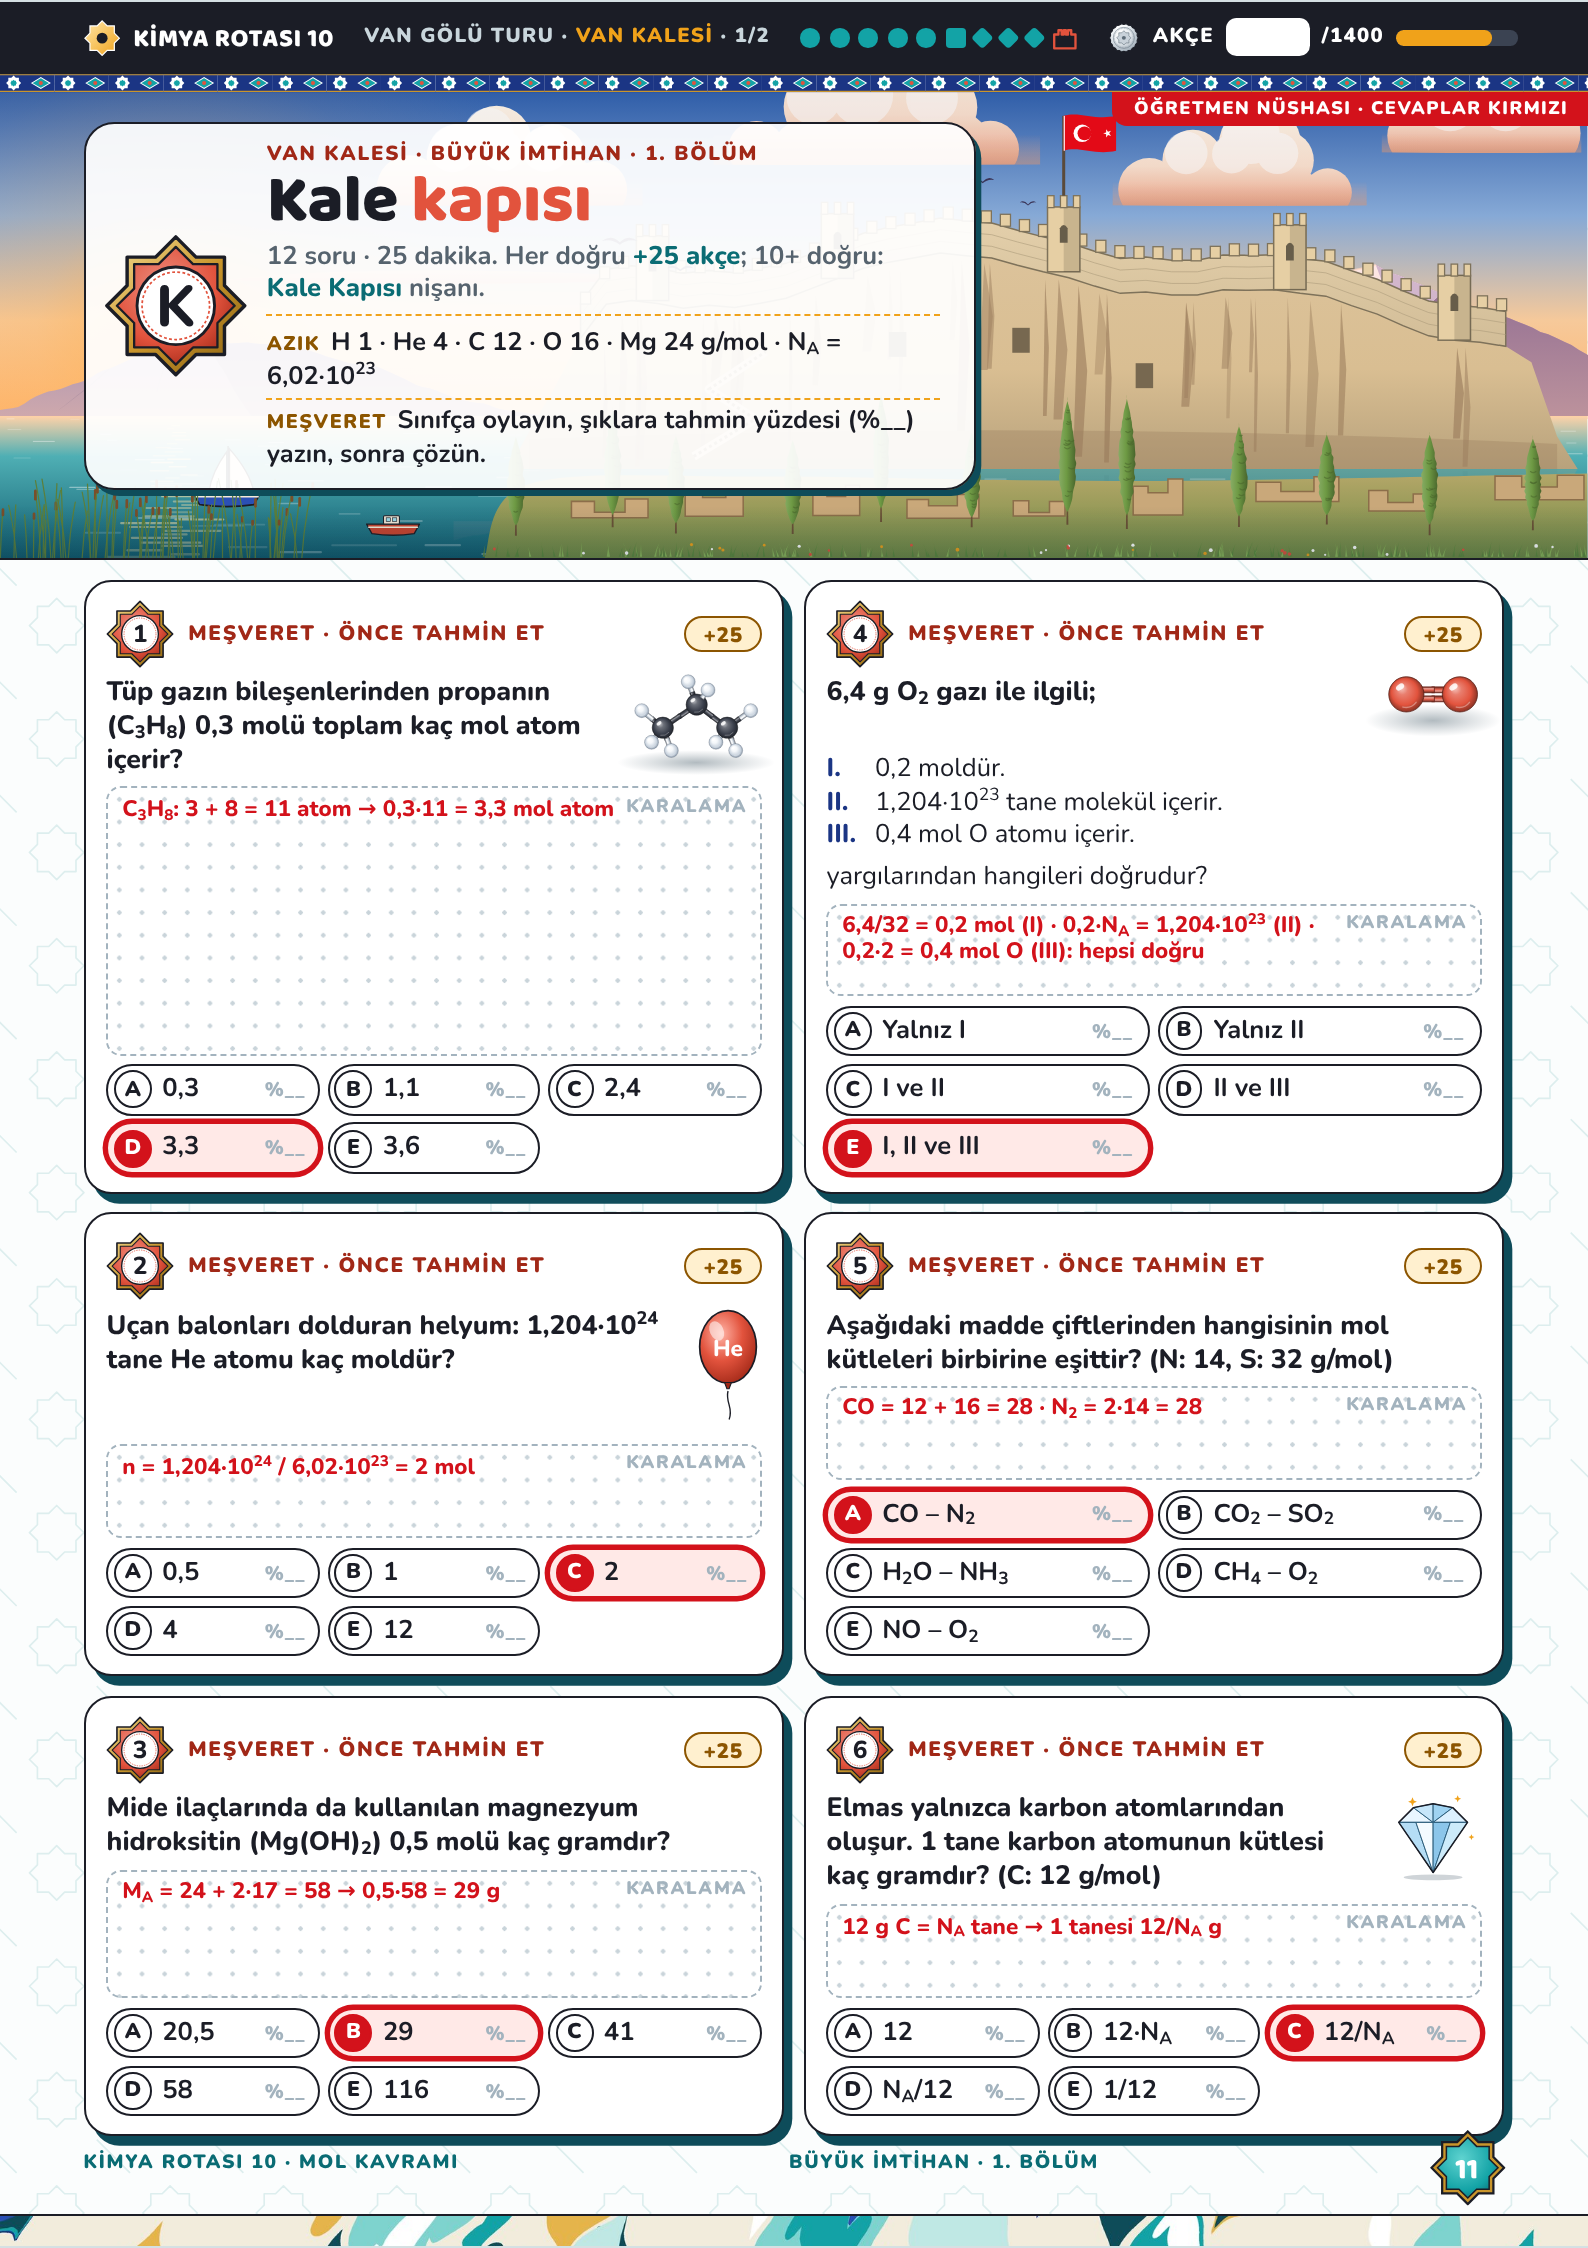 KİMYA ROTASI 10 VAN GÖLÜ TURU · VAN KALESİ · 1/2 AKÇE /1400
ÖĞRETMEN NÜSHASI · CEVAPLAR KIRMIZI
VAN KALESİ · BÜYÜK İMTİHAN · 1. BÖLÜM
Kale kapısı
12 soru · 25 dakika. Her doğru +25 akçe; 10+ doğru:
Kale Kapısı nişanı.
K
AZIK H 1 · He 4 · C 12 · O 16 · Mg 24 g/mol · N_A =
6,02·10²³
MEŞVERET Sınıfça oylayın, şıklara tahmin yüzdesi (%__)
yazın, sonra çözün.
1 MEŞVERET · ÖNCE TAHMİN ET +25
Tüp gazın bileşenlerinden propanın
(C₃H₈) 0,3 molü toplam kaç mol atom
içerir?
C₃H₈: 3 + 8 = 11 atom → 0,3·11 = 3,3 mol atom KARALAMA
A 0,3 %__ B 1,1 %__ C 2,4 %__
D 3,3 %__ E 3,6 %__
2 MEŞVERET · ÖNCE TAHMİN ET +25
Uçan balonları dolduran helyum: 1,204·10²⁴
tane He atomu kaç moldür?
He
n = 1,204·10²⁴ / 6,02·10²³ = 2 mol KARALAMA
A 0,5 %__ B 1 %__ C 2 %__
D 4 %__ E 12 %__
3 MEŞVERET · ÖNCE TAHMİN ET +25
Mide ilaçlarında da kullanılan magnezyum
hidroksitin (Mg(OH)₂) 0,5 molü kaç gramdır?
M_A = 24 + 2·17 = 58 → 0,5·58 = 29 g KARALAMA
A 20,5 %__ B 29 %__ C 41 %__
D 58 %__ E 116 %__
4 MEŞVERET · ÖNCE TAHMİN ET +25
6,4 g O₂ gazı ile ilgili;
I. 0,2 moldür.
II. 1,204·10²³ tane molekül içerir.
III. 0,4 mol O atomu içerir.
yargılarından hangileri doğrudur?
6,4/32 = 0,2 mol (I) · 0,2·N_A = 1,204·10²³ (II) · KARALAMA
0,2·2 = 0,4 mol O (III): hepsi doğru
A Yalnız I %__ B Yalnız II %__
C I ve II %__ D II ve III %__
E I, II ve III %__
5 MEŞVERET · ÖNCE TAHMİN ET +25
Aşağıdaki madde çiftlerinden hangisinin mol
kütleleri birbirine eşittir? (N: 14, S: 32 g/mol)
CO = 12 + 16 = 28 · N₂ = 2·14 = 28 KARALAMA
A CO – N₂ %__ B CO₂ – SO₂ %__
C H₂O – NH₃ %__ D CH₄ – O₂ %__
E NO – O₂ %__
6 MEŞVERET · ÖNCE TAHMİN ET +25
Elmas yalnızca karbon atomlarından
oluşur. 1 tane karbon atomunun kütlesi
kaç gramdır? (C: 12 g/mol)
12 g C = N_A tane → 1 tanesi 12/N_A g KARALAMA
A 12 %__ B 12·N_A %__ C 12/N_A %__
D N_A/12 %__ E 1/12 %__
KİMYA ROTASI 10 · MOL KAVRAMI BÜYÜK İMTİHAN · 1. BÖLÜM 11